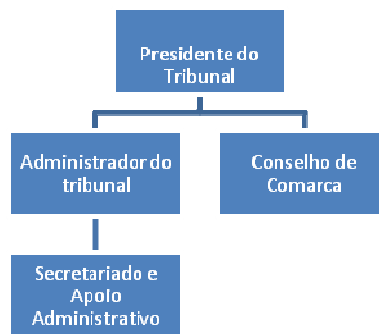 Presidente do
Tribunal
Administrador do
tribunal
Conselho de
Comarca
Secretariado e
Apoio
Administrativo